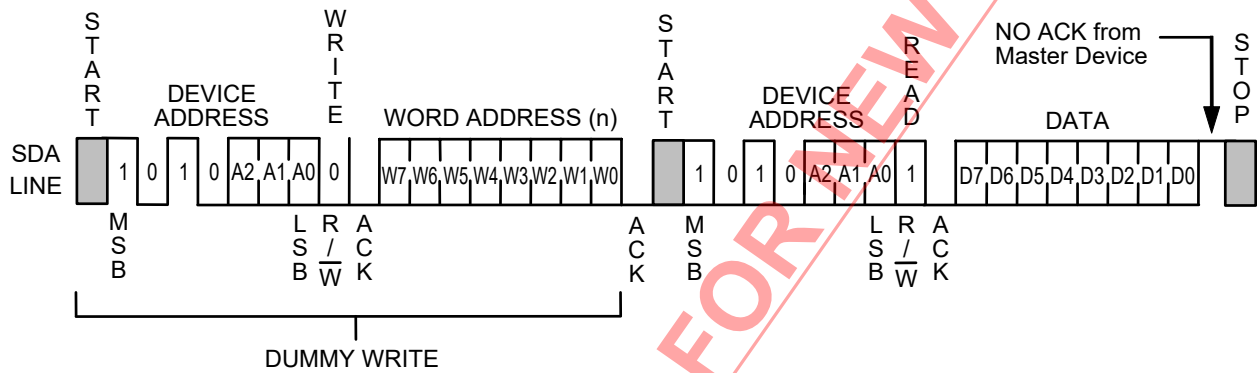 START
WRITE
START
READ
NO ACK from
Master Device
STOP
DEVICE
ADDRESS
WORD ADDRESS (n)
DEVICE
ADDRESS
DATA
SDA
LINE
1 0 1 0 A2 A1 A0 0
W7 W6 W5 W4 W3 W2 W1 W0
1 0 1 0 A2 A1 A0 1
D7 D6 D5 D4 D3 D2 D1 D0
MSB
LSB
R/W
ACK
ACK
MSB
LSB
R/W
ACK
DUMMY WRITE
FOR NEW